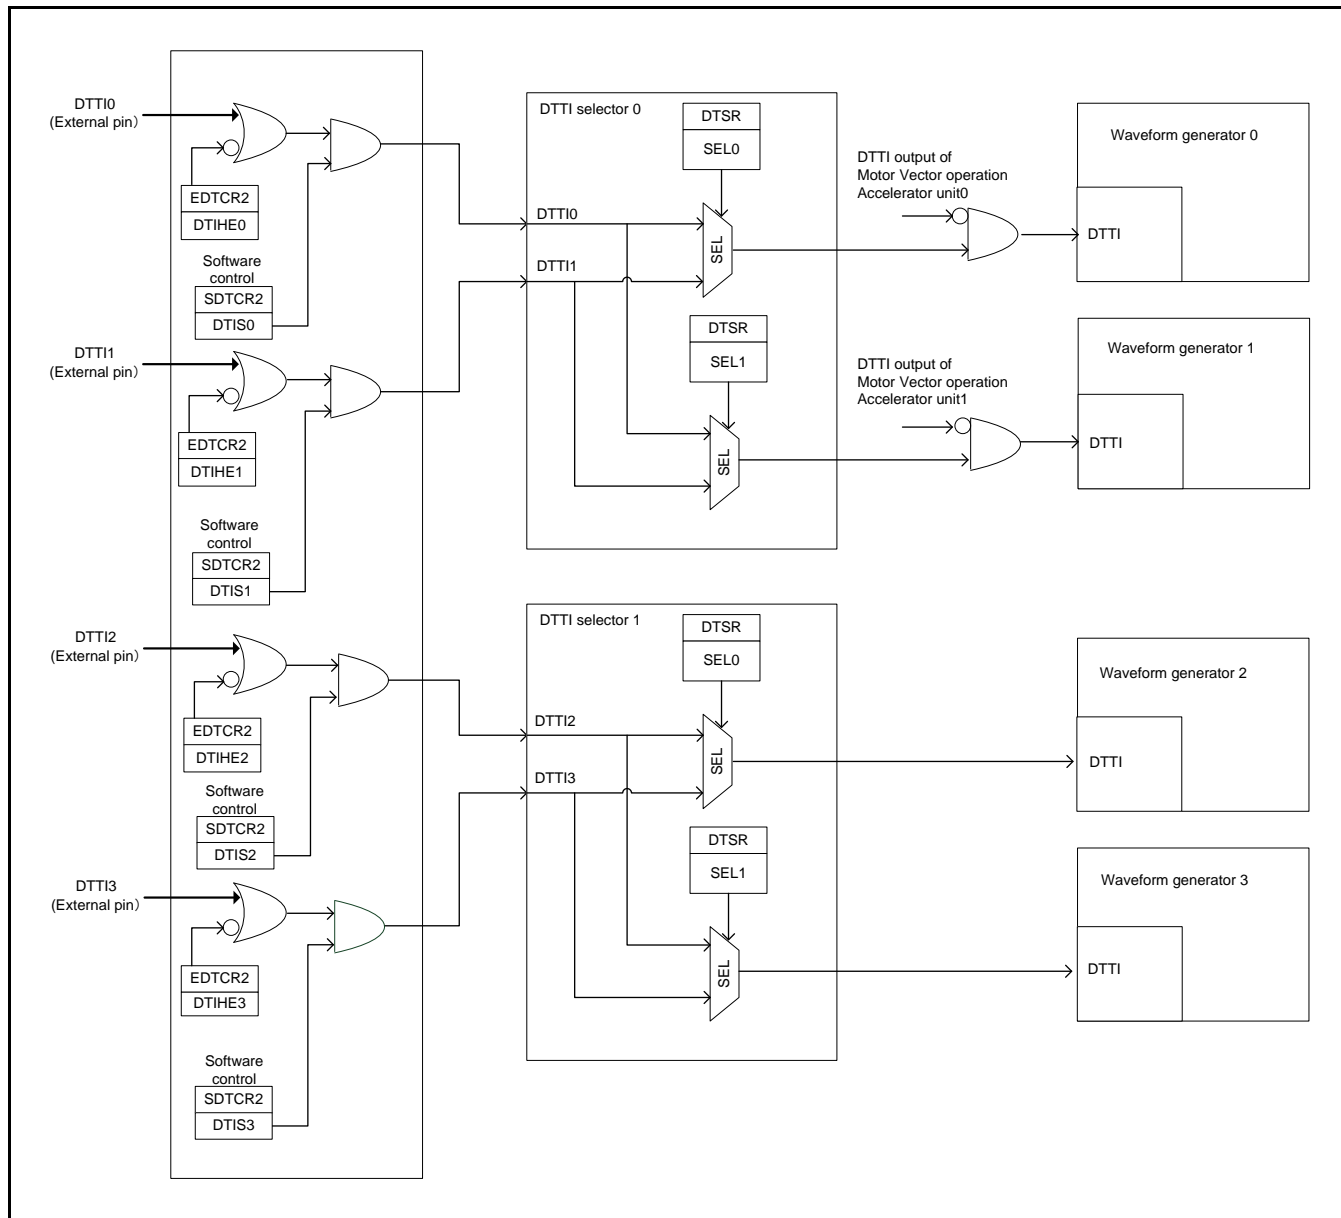 DTTI0
(External pin)
EDTCR2
DTIHE0
Software
control
SDTCR2
DTIS0
DTTI1
(External pin)
EDTCR2
DTIHE1
Software
control
SDTCR2
DTIS1
DTTI2
(External pin)
EDTCR2
DTIHE2
Software
control
SDTCR2
DTIS2
DTTI3
(External pin)
EDTCR2
DTIHE3
Software
control
SDTCR2
DTIS3
DTTI selector 0
DTSR
SEL0
DTTI0
SEL
DTTI1
DTSR
SEL1
SEL
DTTI selector 1
DTSR
SEL0
DTTI2
SEL
DTTI3
DTSR
SEL1
SEL
DTTI output of
Motor Vector operation
Accelerator unit0
DTTI output of
Motor Vector operation
Accelerator unit1
Waveform generator 0
DTTI
Waveform generator 1
DTTI
Waveform generator 2
DTTI
Waveform generator 3
DTTI